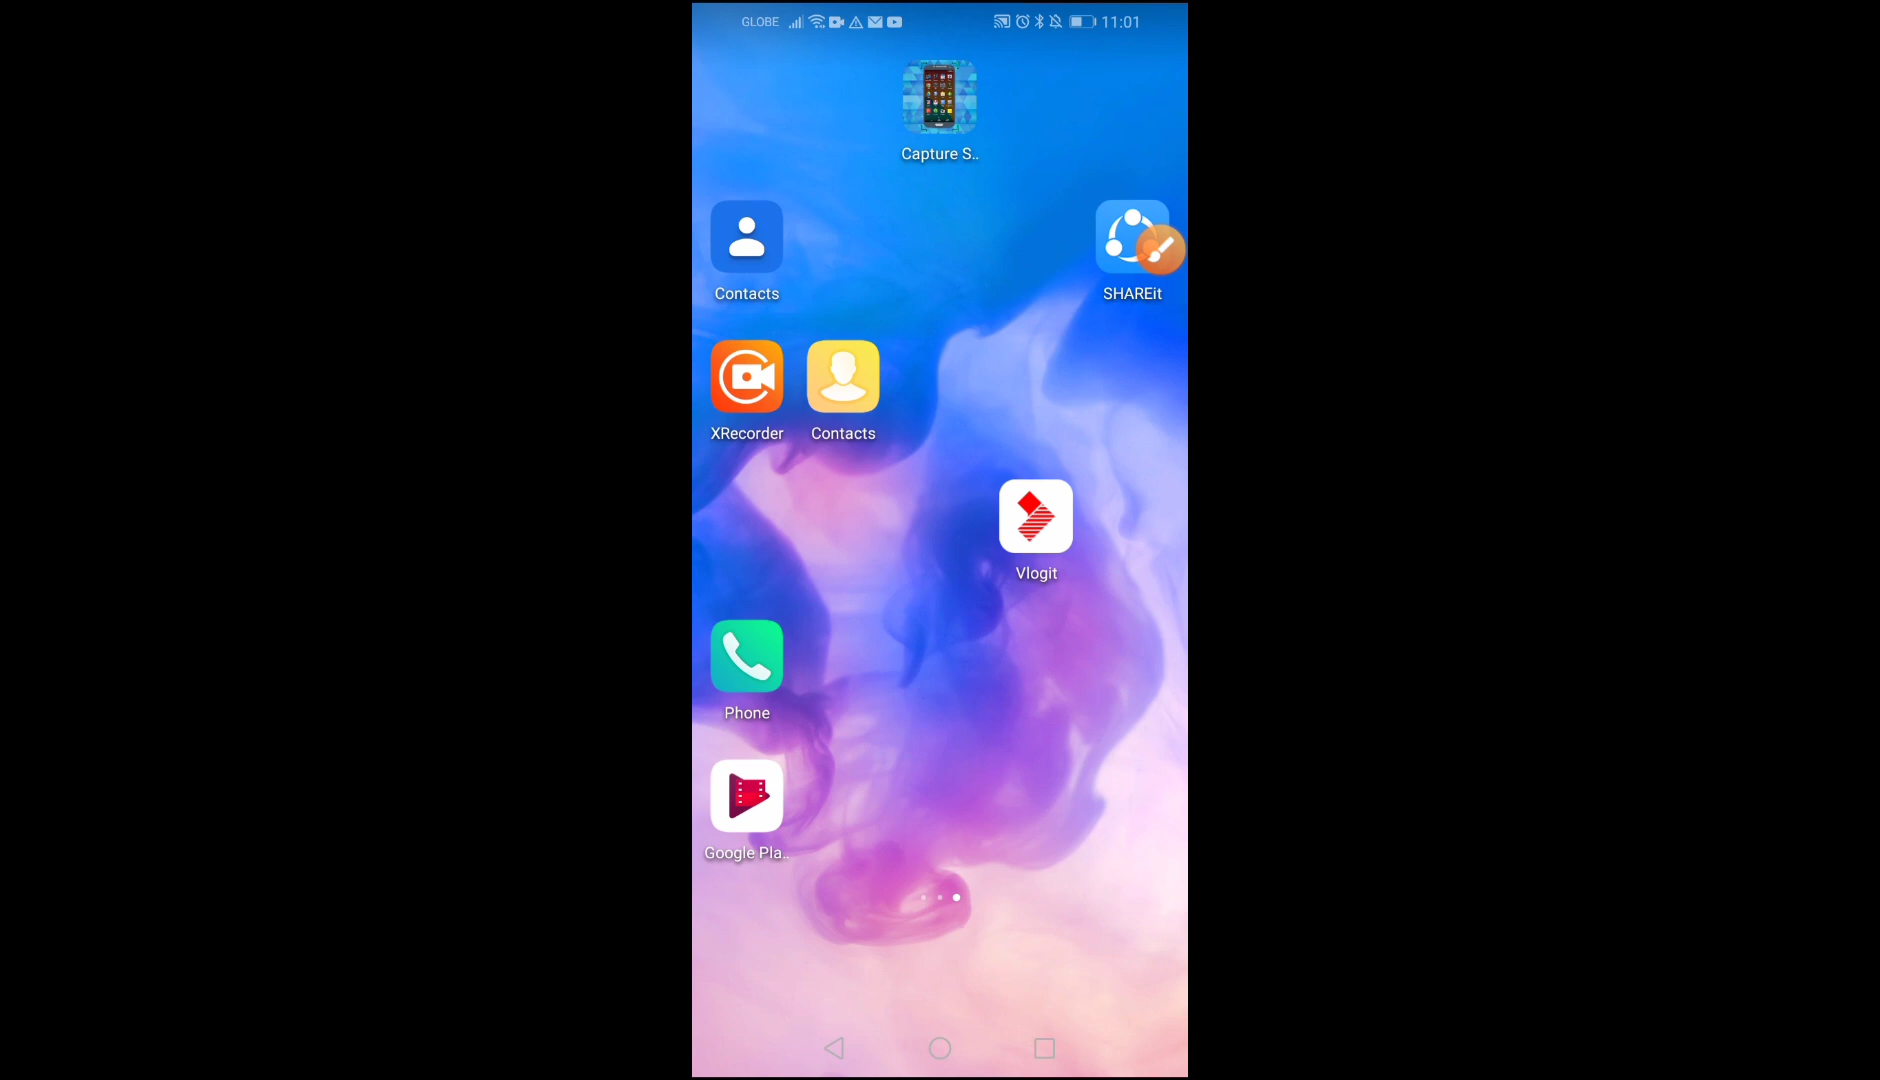 GLOBE 11:01
Capture S..
Contacts
SHAREit
XRecorder
Contacts
Vlogit
Phone
Google Pla..